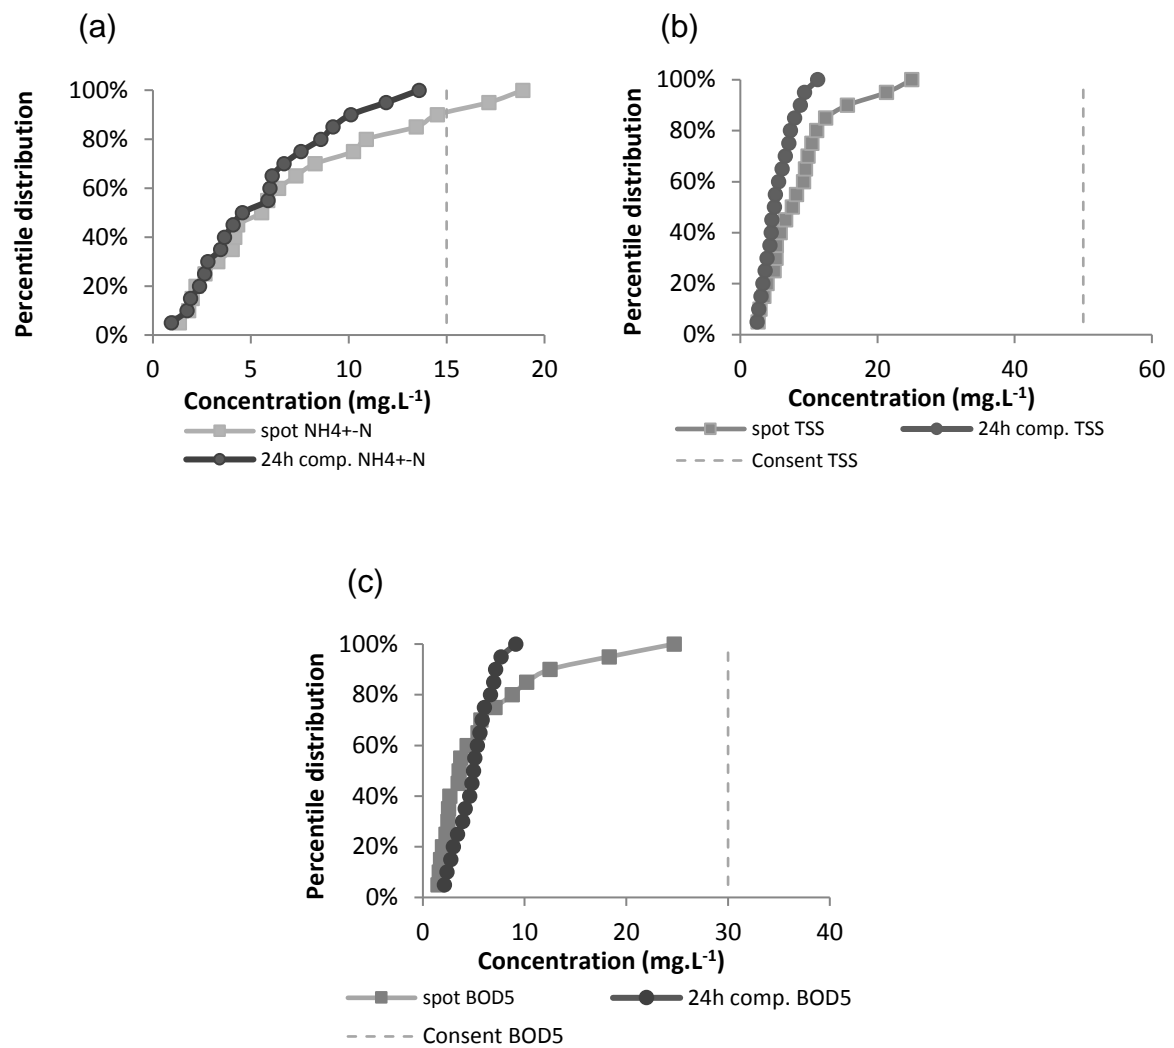 (a)
Percentile distribution
100%
80%
60%
40%
20%
0%
0 5 10 15 20
Concentration (mg.L-1)
spot NH4+-N
24h comp. NH4+-N
(b)
Percentile distribution
100%
80%
60%
40%
20%
0%
0 20 40 60
Concentration (mg.L-1)
spot TSS 24h comp. TSS
Consent TSS
(c)
Percentile distribution
100%
80%
60%
40%
20%
0%
0 10 20 30 40
Concentration (mg.L-1)
spot BOD5 24h comp. BOD5
Consent BOD5